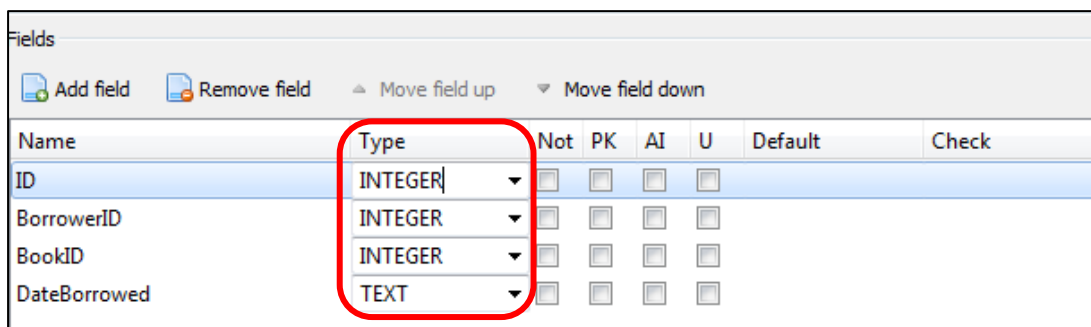 Fields
Add field Remove field Move field up Move field down
Name Type Not PK AI U Default Check
ID INTEGER
BorrowerID INTEGER
BookID INTEGER
DateBorrowed TEXT